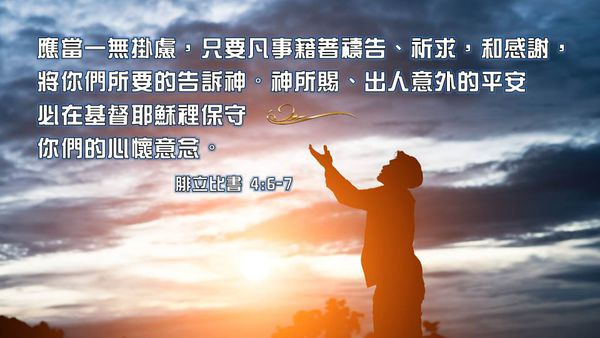 應當一無掛慮，只要凡事藉著禱告、祈求，和感謝，
將你們所要的告訴神。神所賜、出人意外的平安
必在基督耶穌裡保守
你們的心懷意念。
腓立比書 4:6-7